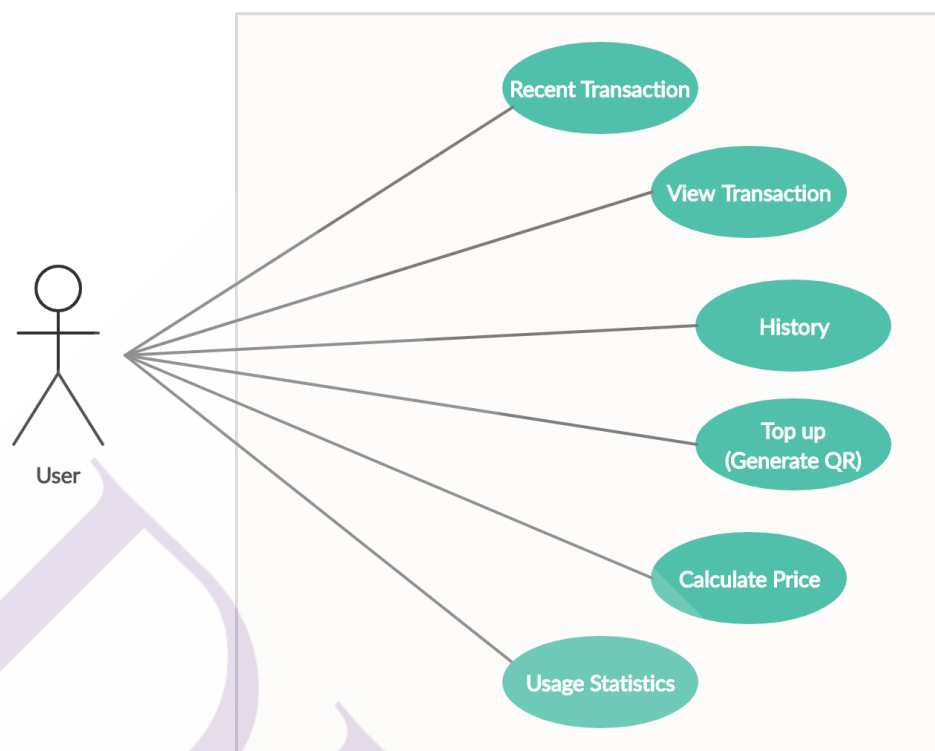 Recent Transaction
View Transaction
History
Top up
(Generate QR)
User
Calculate Price
Usage Statistics